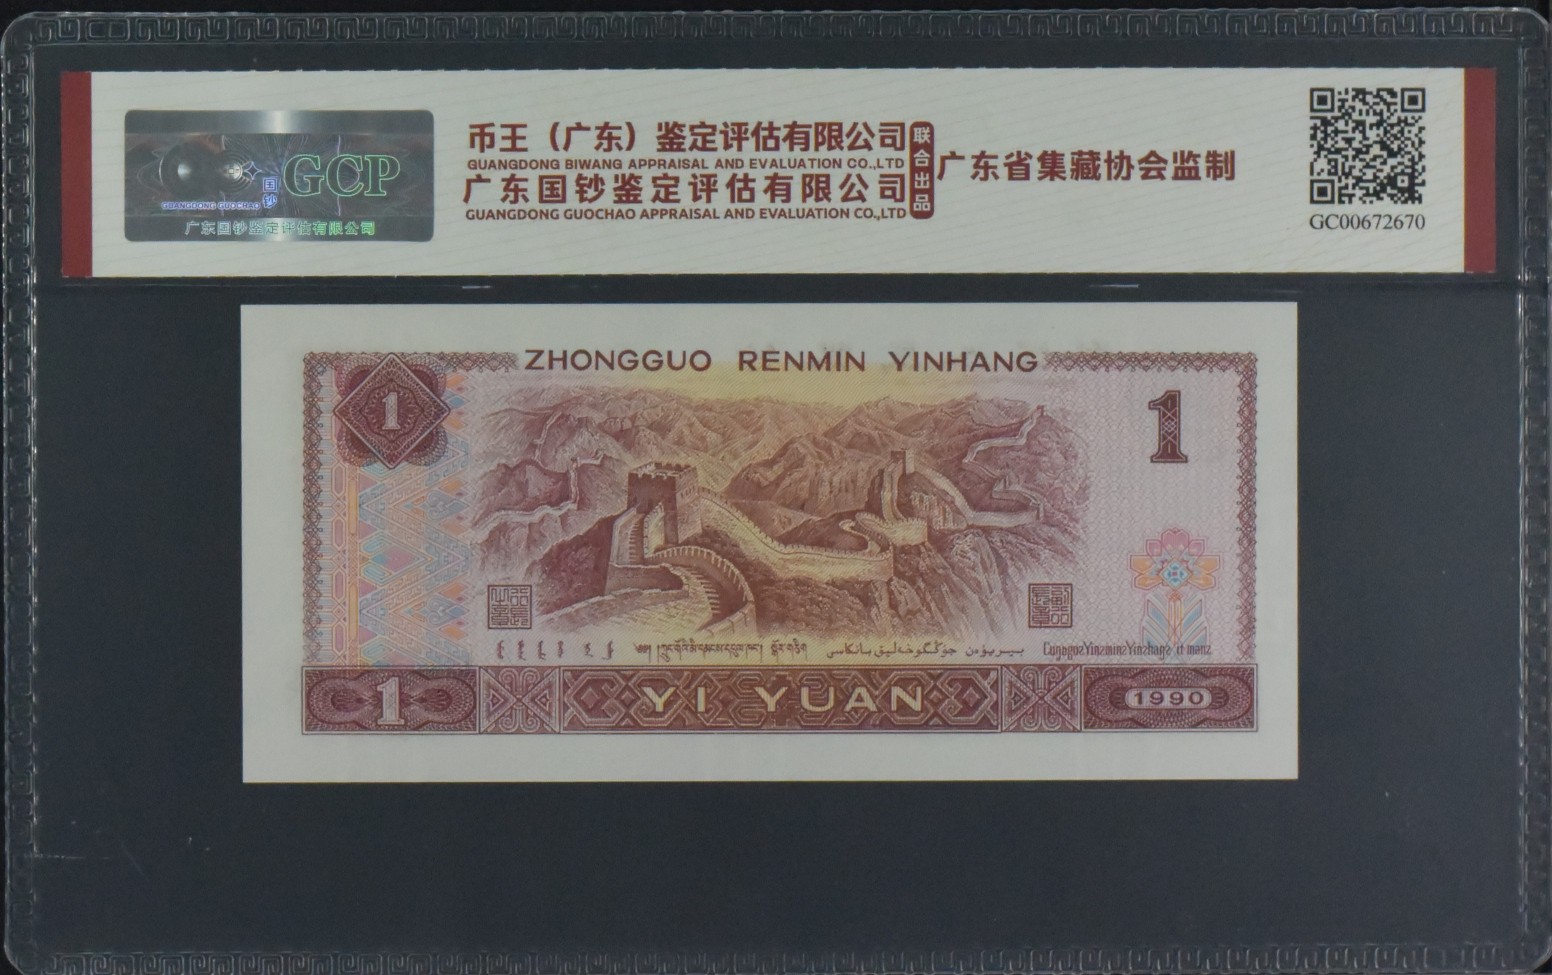 币王（广东）鉴定评估有限公司
GUANGDONG BIWANG APPRAISAL AND EVALUATION CO.,LTD
广东国钞鉴定评估有限公司
GUANGDONG GUOCHAO APPRAISAL AND EVALUATION CO.,LTD
联合出品
广东省集藏协会监制
GC00672670
GCP
国钞
GUANGDONG GUOCHAO
广东国钞鉴定评估有限公司
ZHONGGUO RENMIN YINHANG
1
1
CuŋgoƨYinƨminƨYinƨhaŋƨ it maenƨ
1
YI YUAN
1990